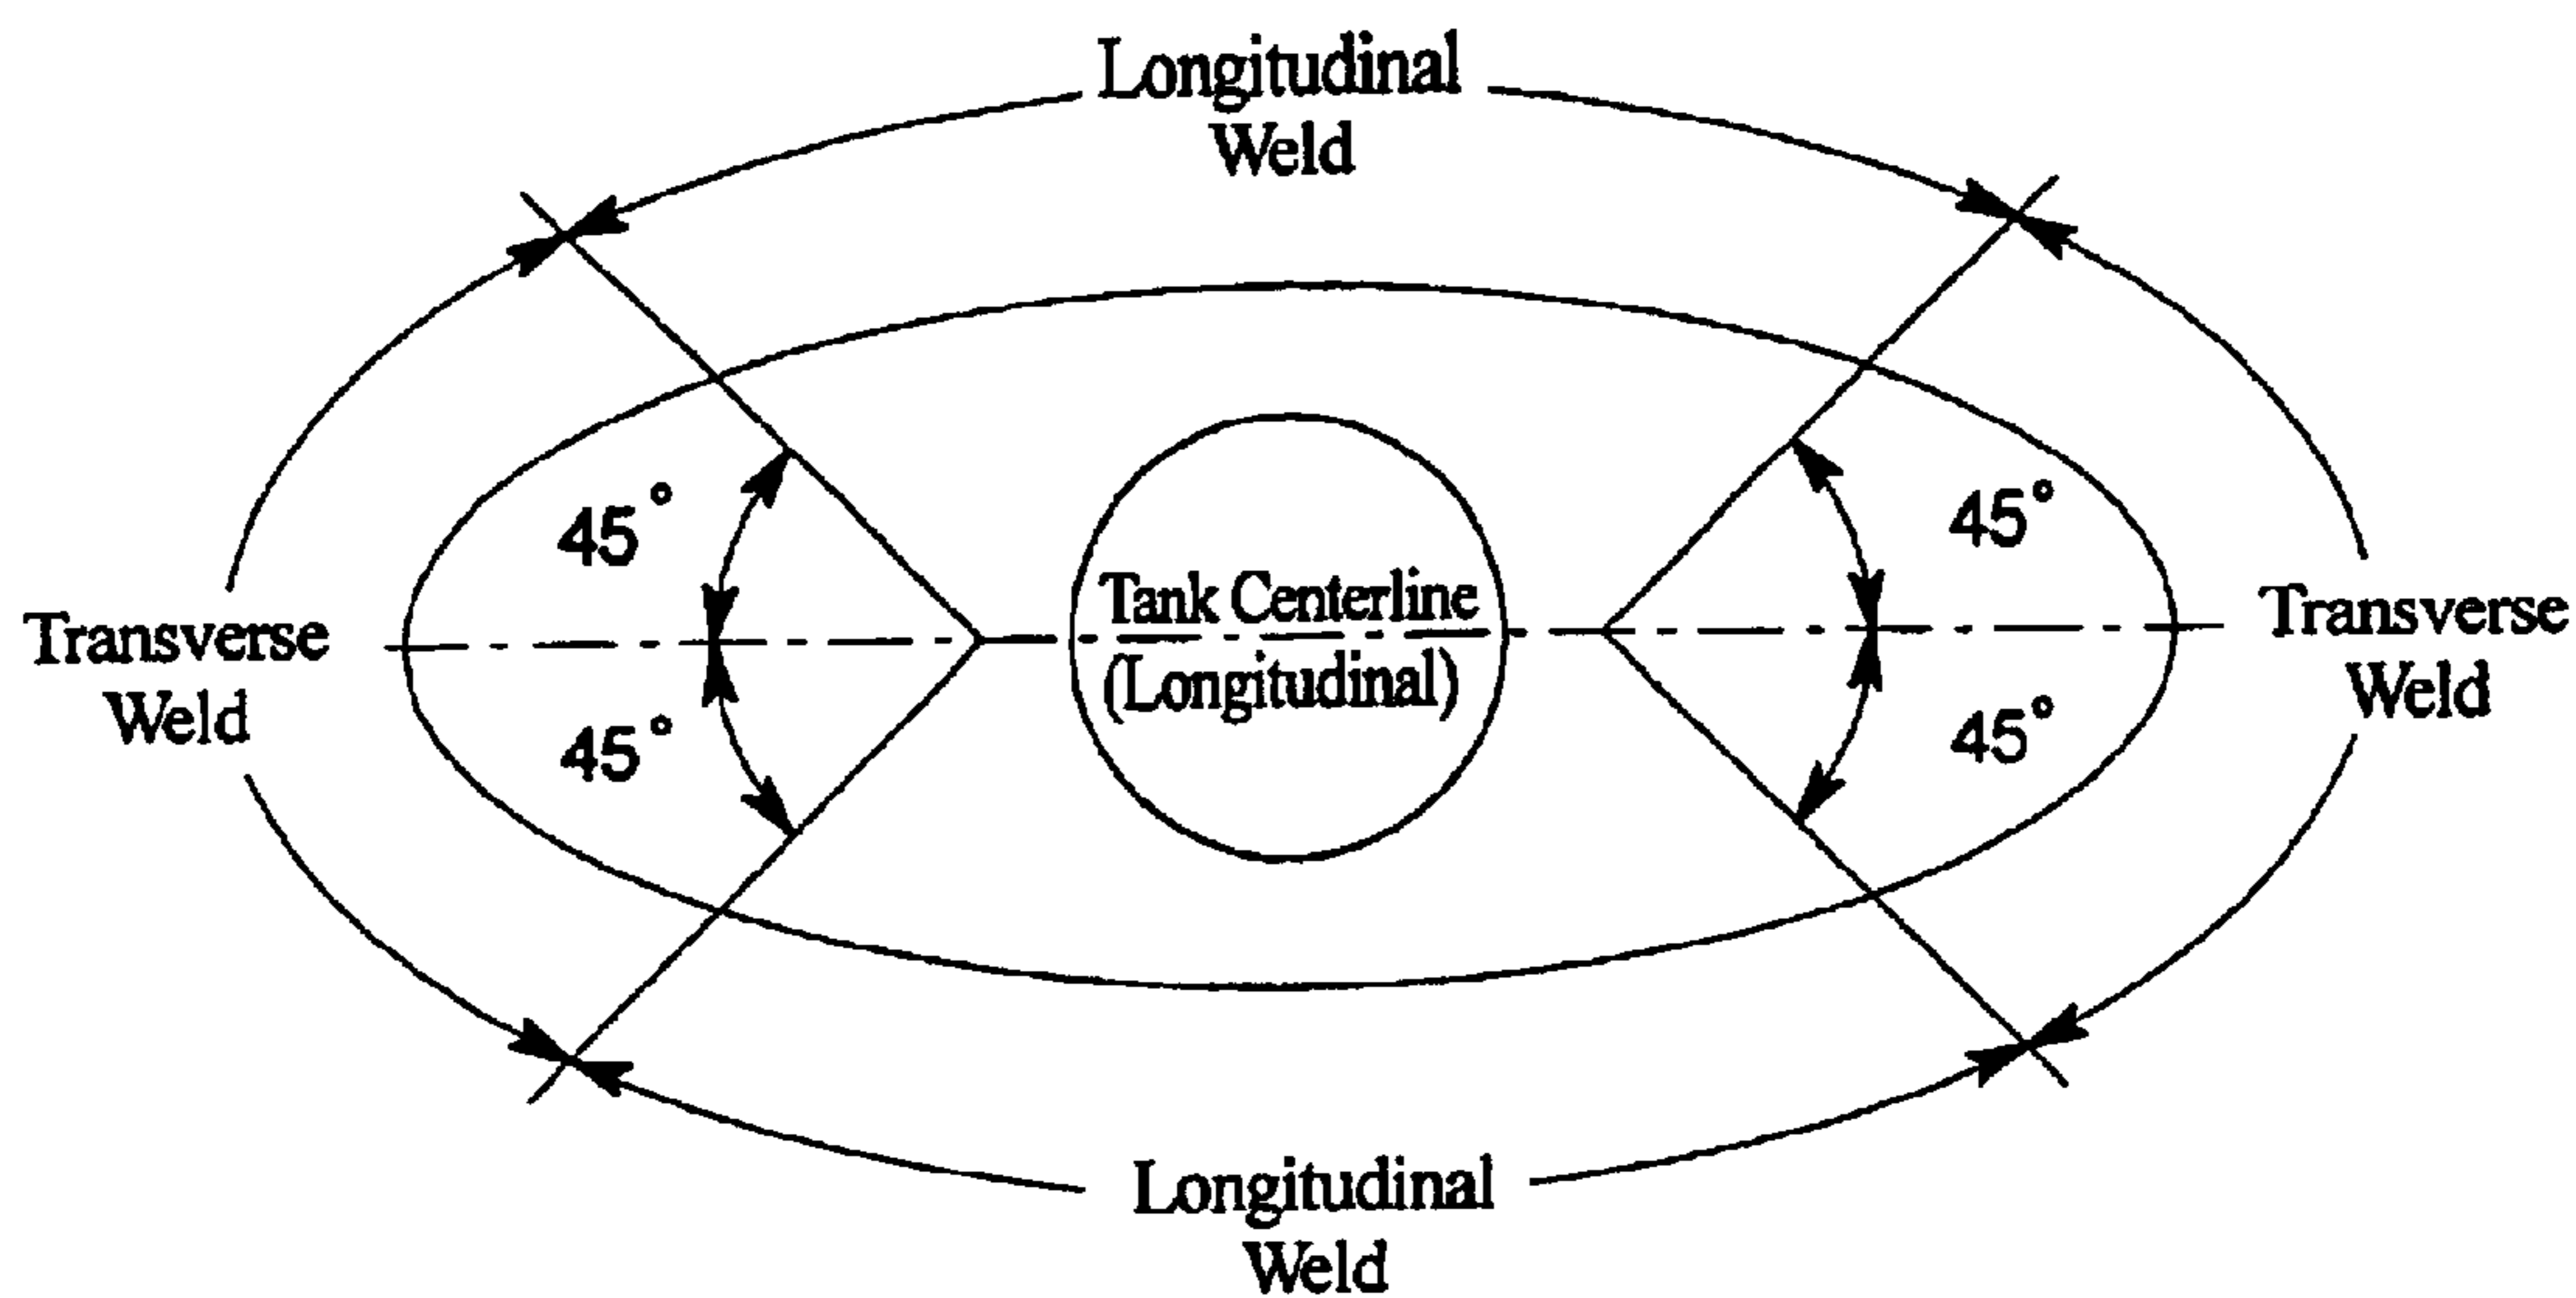 Longitudinal
Weld
45°
45°
Tank Centerline
(Longitudinal)
Transverse
Weld
Transverse
Weld
45°
45°
Longitudinal
Weld